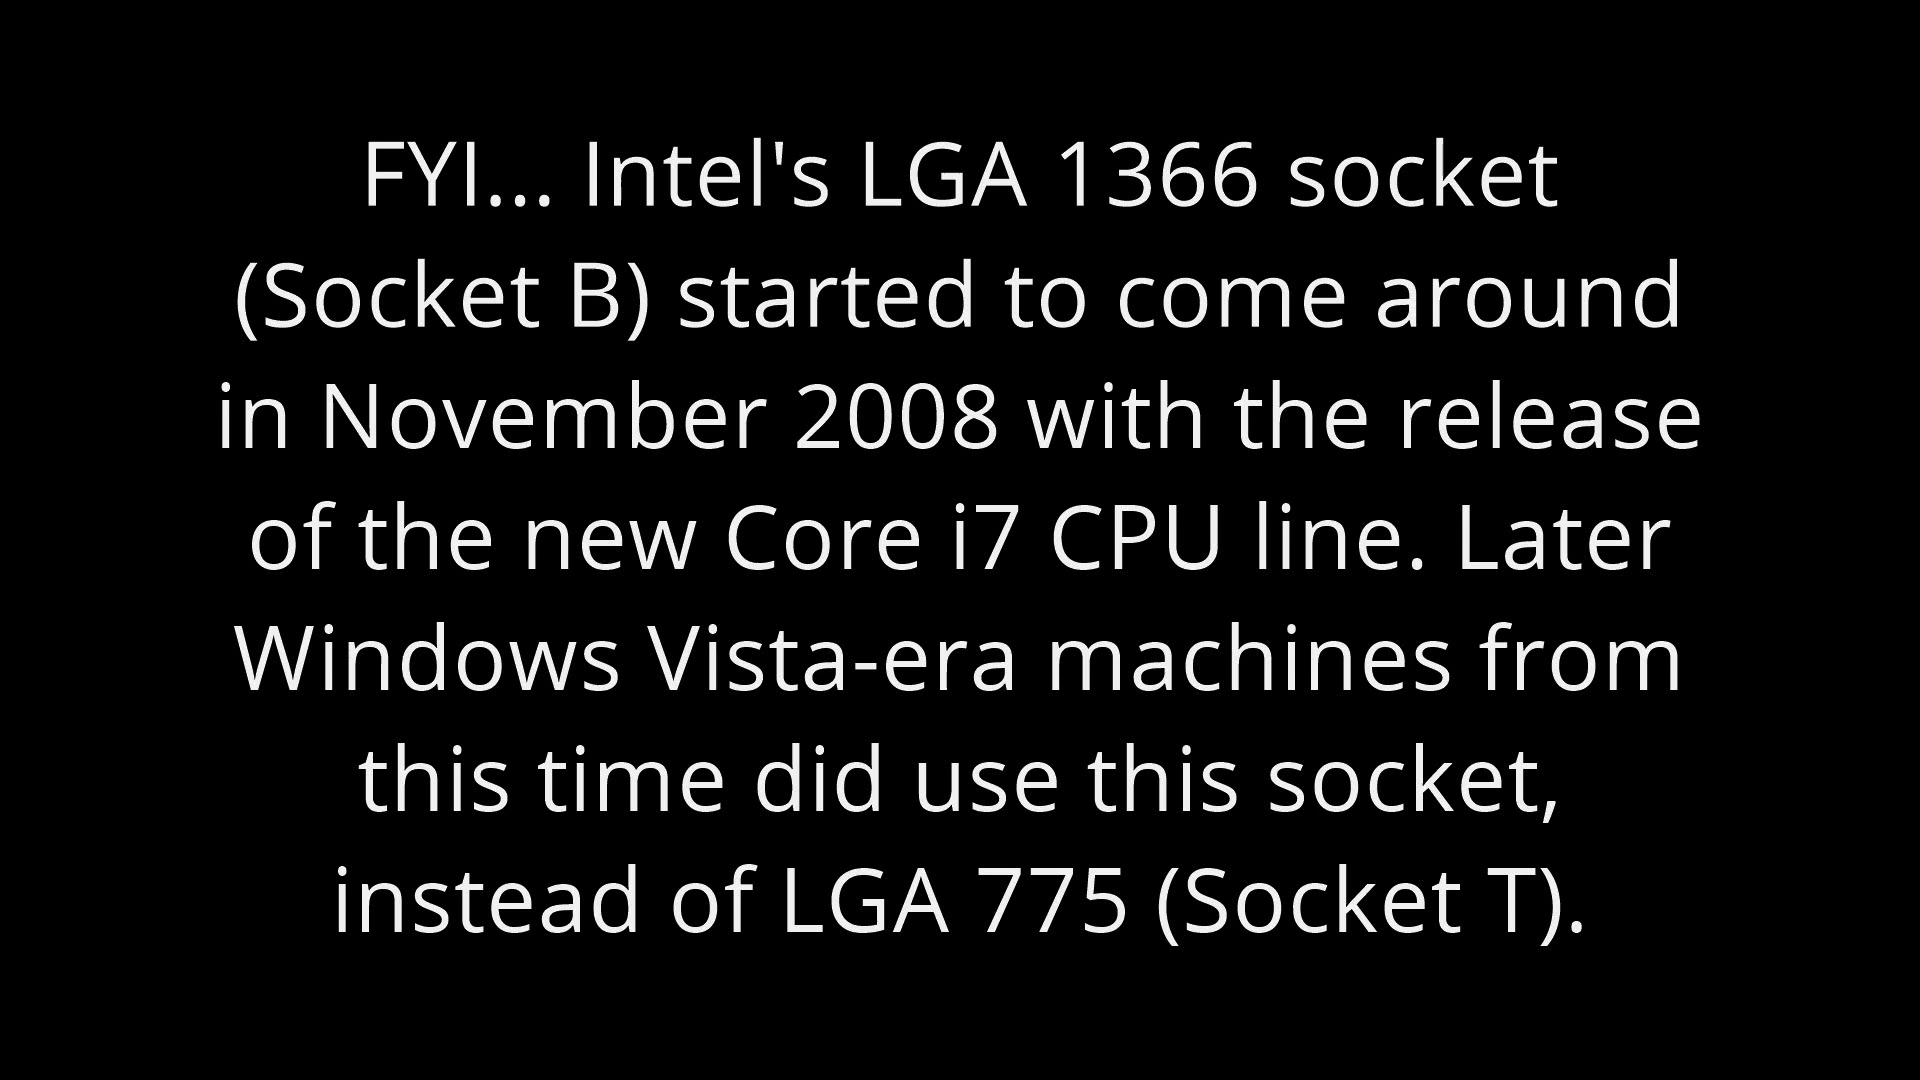 FYI... Intel's LGA 1366 socket
(Socket B) started to come around
in November 2008 with the release
of the new Core i7 CPU line. Later
Windows Vista-era machines from
this time did use this socket,
instead of LGA 775 (Socket T).